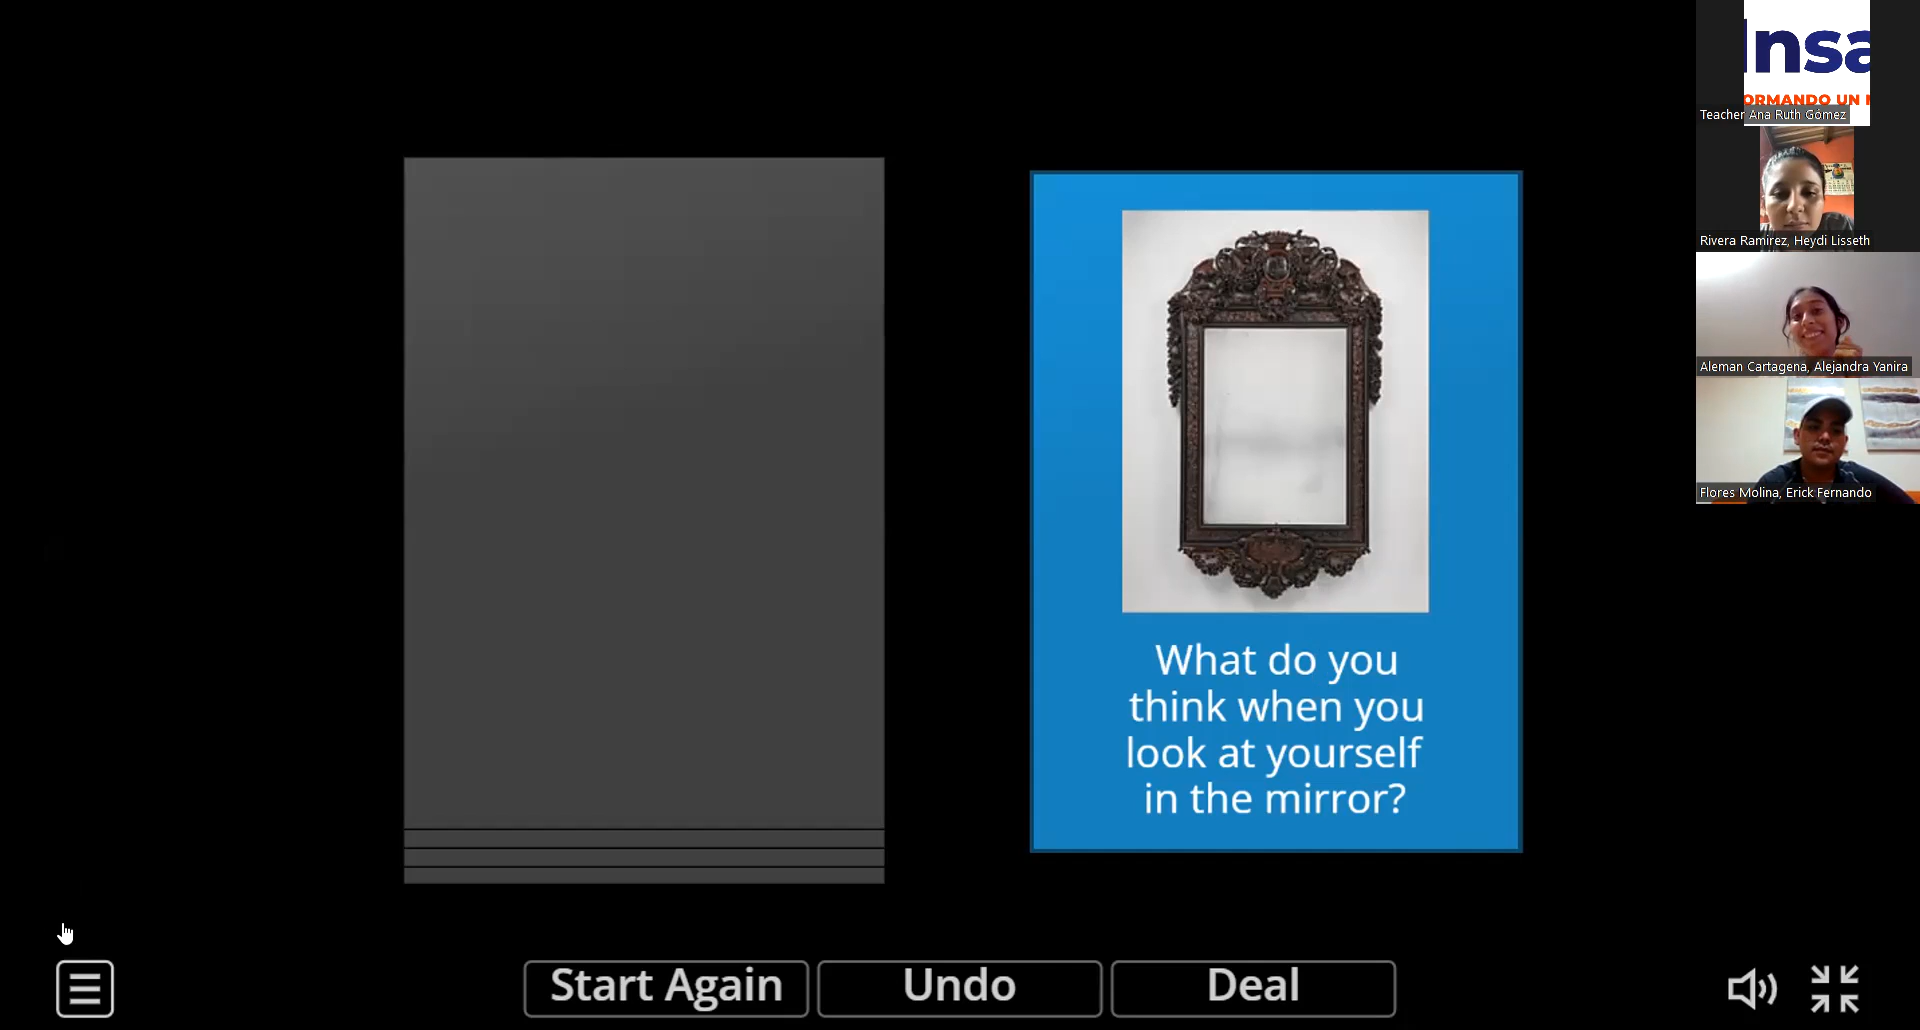 Insa
ORMANDO UN
Teacher Ana Ruth Gómez
Rivera Ramirez, Heydi Lisseth
Aleman Cartagena, Alejandra Yanira
Flores Molina, Erick Fernando
What do you
think when you
look at yourself
in the mirror?
Start Again
Undo
Deal